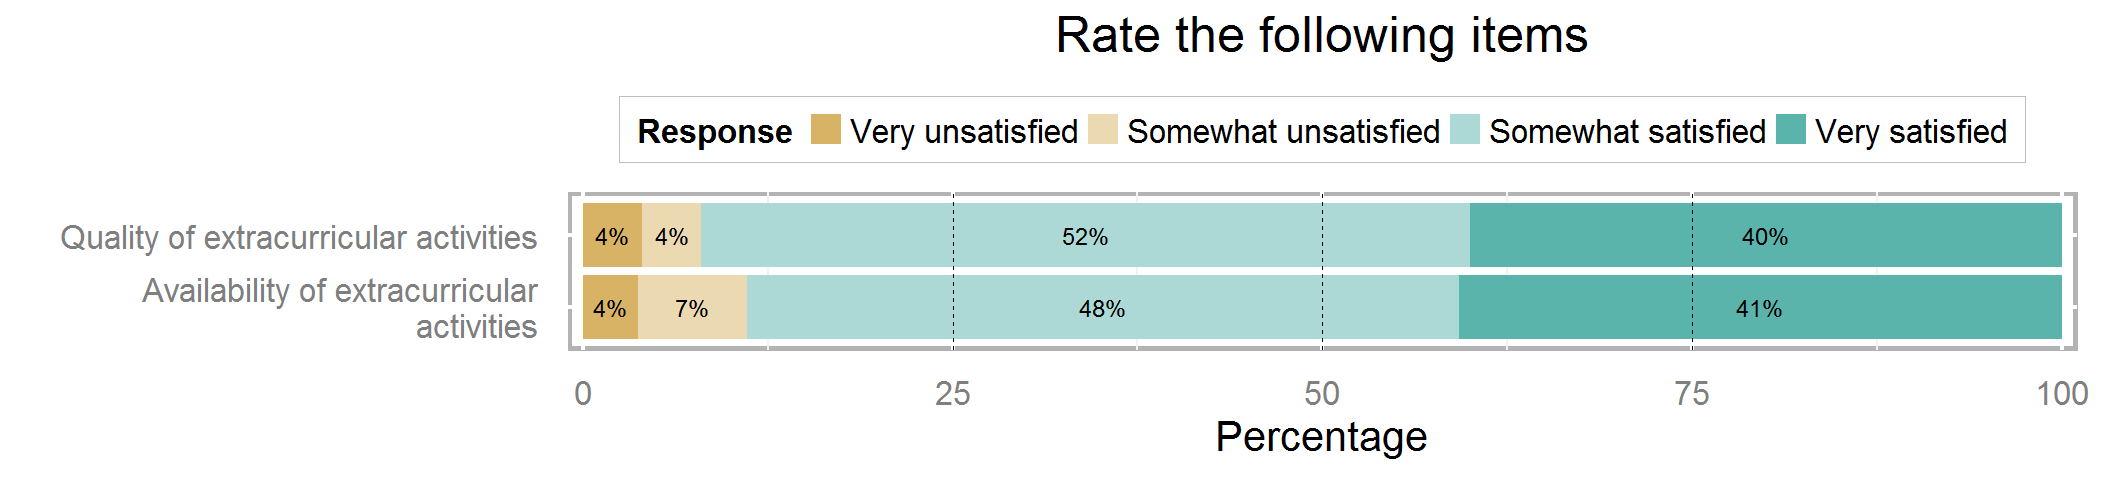 Rate the following items
Response Very unsatisfied Somewhat unsatisfied Somewhat satisfied Very satisfied
Quality of extracurricular activities 4% 4% 52% 40%
Availability of extracurricular
activities 4% 7% 48% 41%
0 25 50 75 100
Percentage